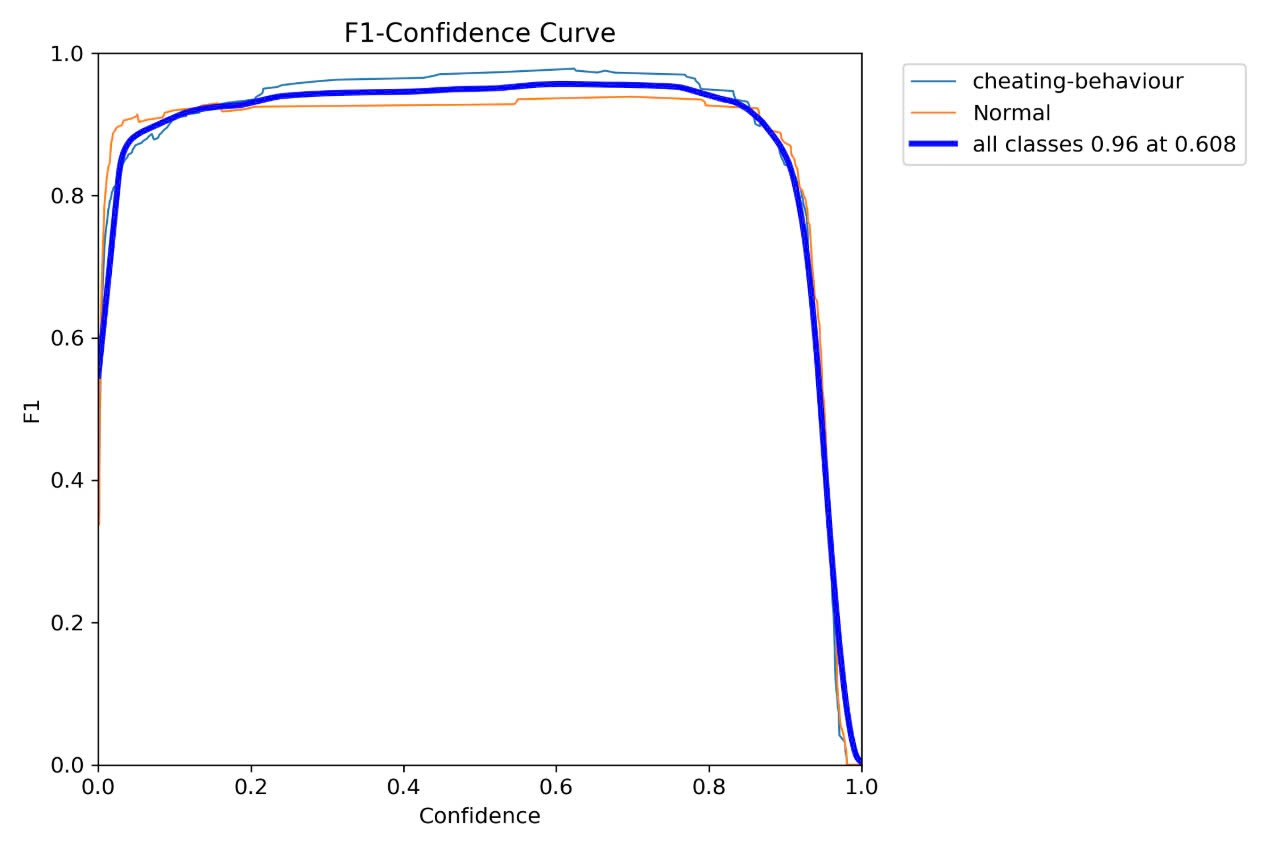 F1-Confidence Curve
1.0
0.8
0.6
0.4
0.2
0.0
F1
0.0 0.2 0.4 0.6 0.8 1.0
Confidence
cheating-behaviour
Normal
all classes 0.96 at 0.608